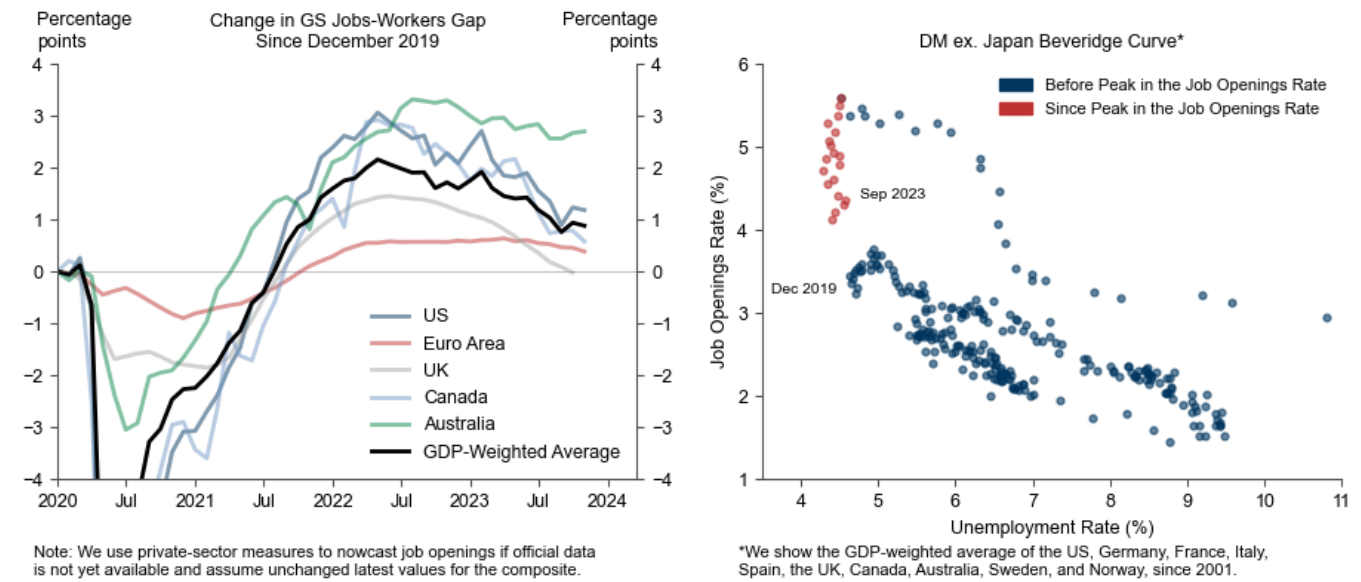 Percentage
points
Change in GS Jobs-Workers Gap
Since December 2019
Percentage
points
4
3
2
1
0
−1
−2
−3
−4
4
3
2
1
0
−1
−2
−3
−4
US
Euro Area
UK
Canada
Australia
GDP-Weighted Average
2020
Jul
2021
Jul
2022
Jul
2023
Jul
2024
Note: We use private-sector measures to nowcast job openings if official data
is not yet available and assume unchanged latest values for the composite.
DM ex. Japan Beveridge Curve*
Job Openings Rate (%)
6
5
4
3
2
1
Before Peak in the Job Openings Rate
Since Peak in the Job Openings Rate
Sep 2023
Dec 2019
4
5
6
7
8
9
10
11
Unemployment Rate (%)
*We show the GDP-weighted average of the US, Germany, France, Italy,
Spain, the UK, Canada, Australia, Sweden, and Norway, since 2001.